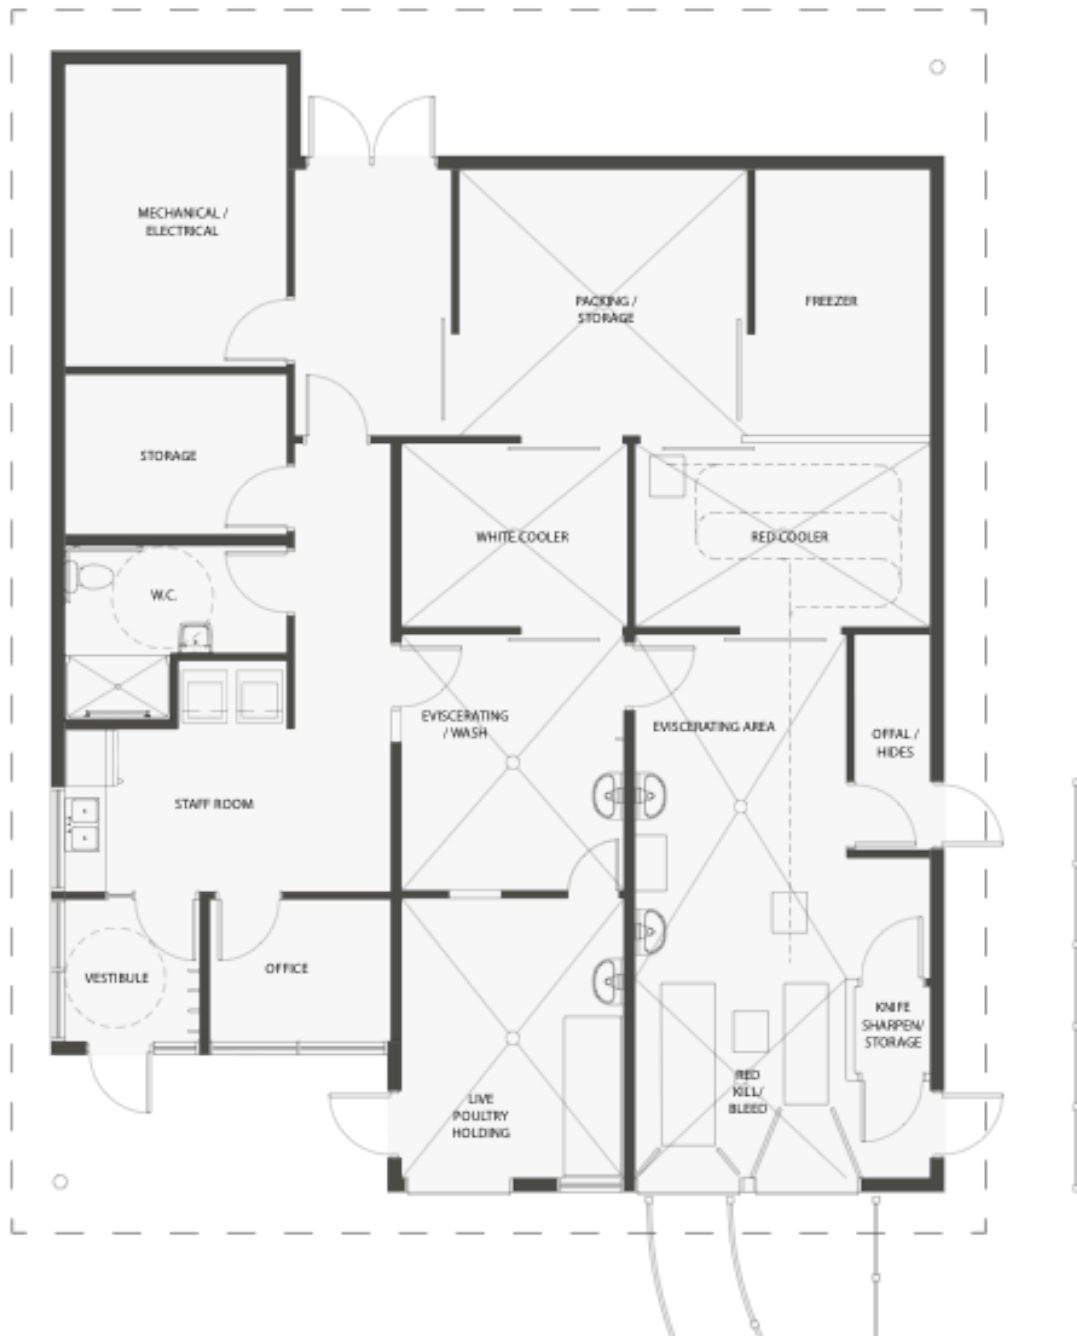 MECHANICAL /
ELECTRICAL
PACKING /
STORAGE
FREEZER
STORAGE
WHITE COOLER
RED COOLER
W.C.
EVISCERATING
/ WASH
EVISCERATING AREA
OFFAL /
HIDES
STAFF ROOM
VESTIBULE
OFFICE
KNIFE
SHARPEN/
STORAGE
RED
KILL/
BLEED
LIVE
POULTRY
HOLDING